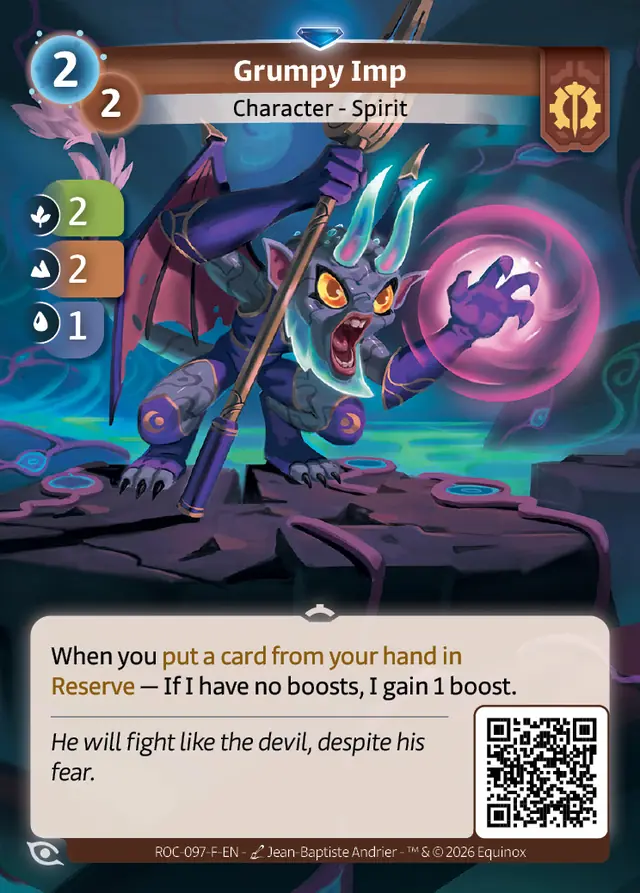 2
Grumpy Imp
2
Character - Spirit
2
2
1
When you put a card from your hand in
Reserve — If I have no boosts, I gain 1 boost.
He will fight like the devil, despite his
fear.
ROC-097-F-EN - Jean-Baptiste Andrier - ™ & © 2026 Equinox